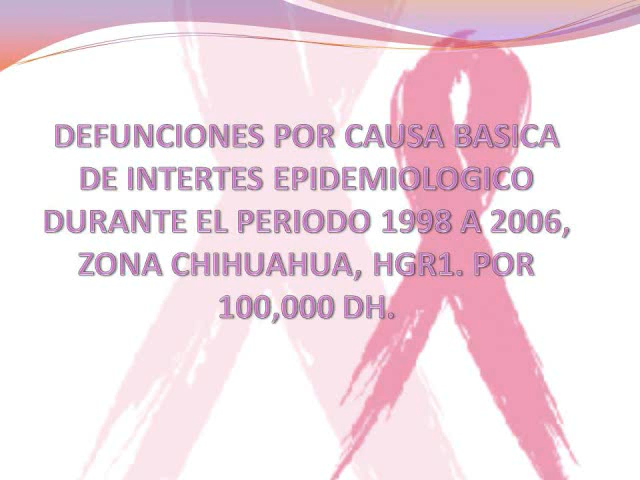 DEFUNCIONES POR CAUSA BASICA
DE INTERTES EPIDEMIOLOGICO
DURANTE EL PERIODO 1998 A 2006,
ZONA CHIHUAHUA, HGR1. POR
100,000 DH.